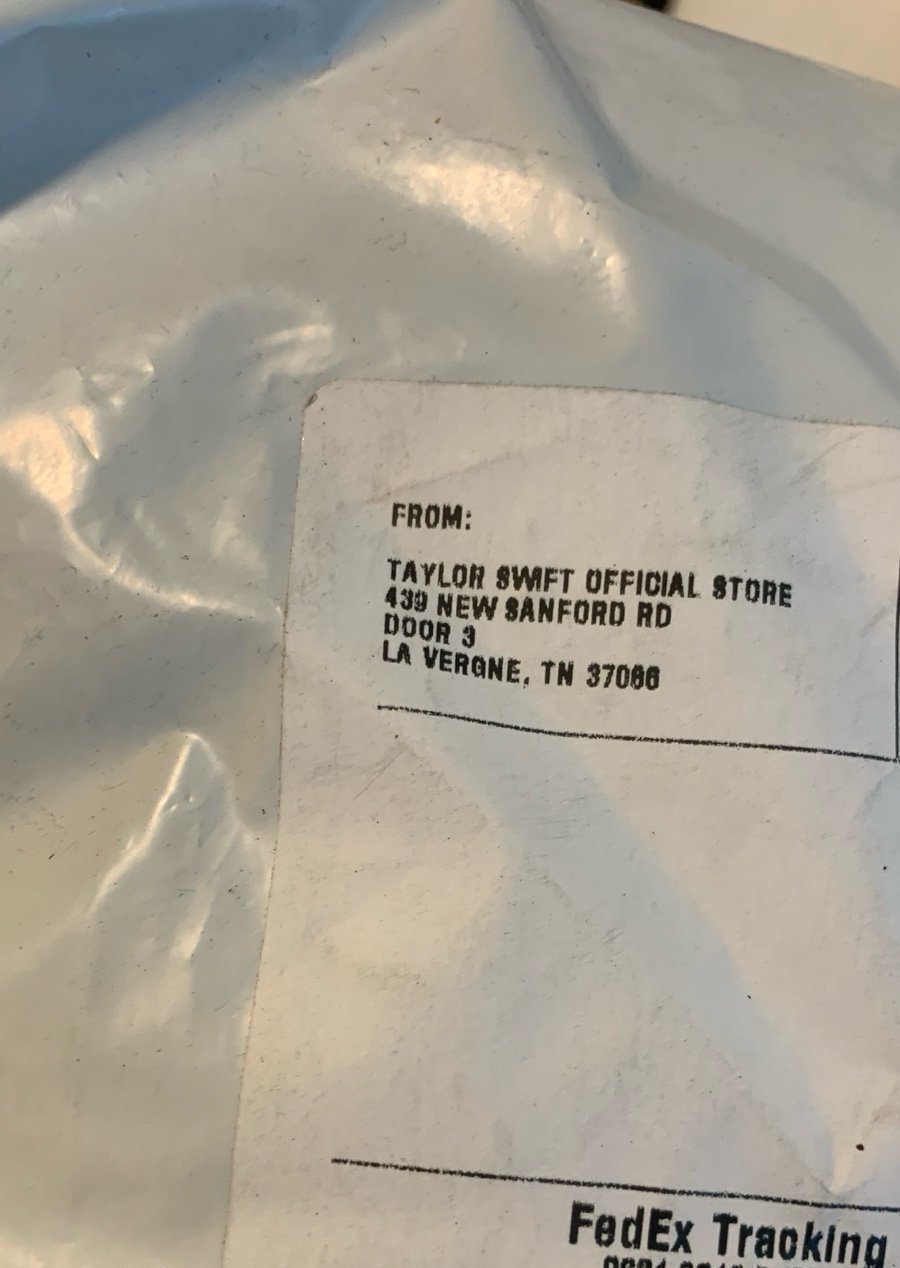 FROM:
TAYLOR SWIFT OFFICIAL STORE
439 NEW SANFORD RD
DOOR 3
LA VERGNE, TN 37086
FedEx Tracking